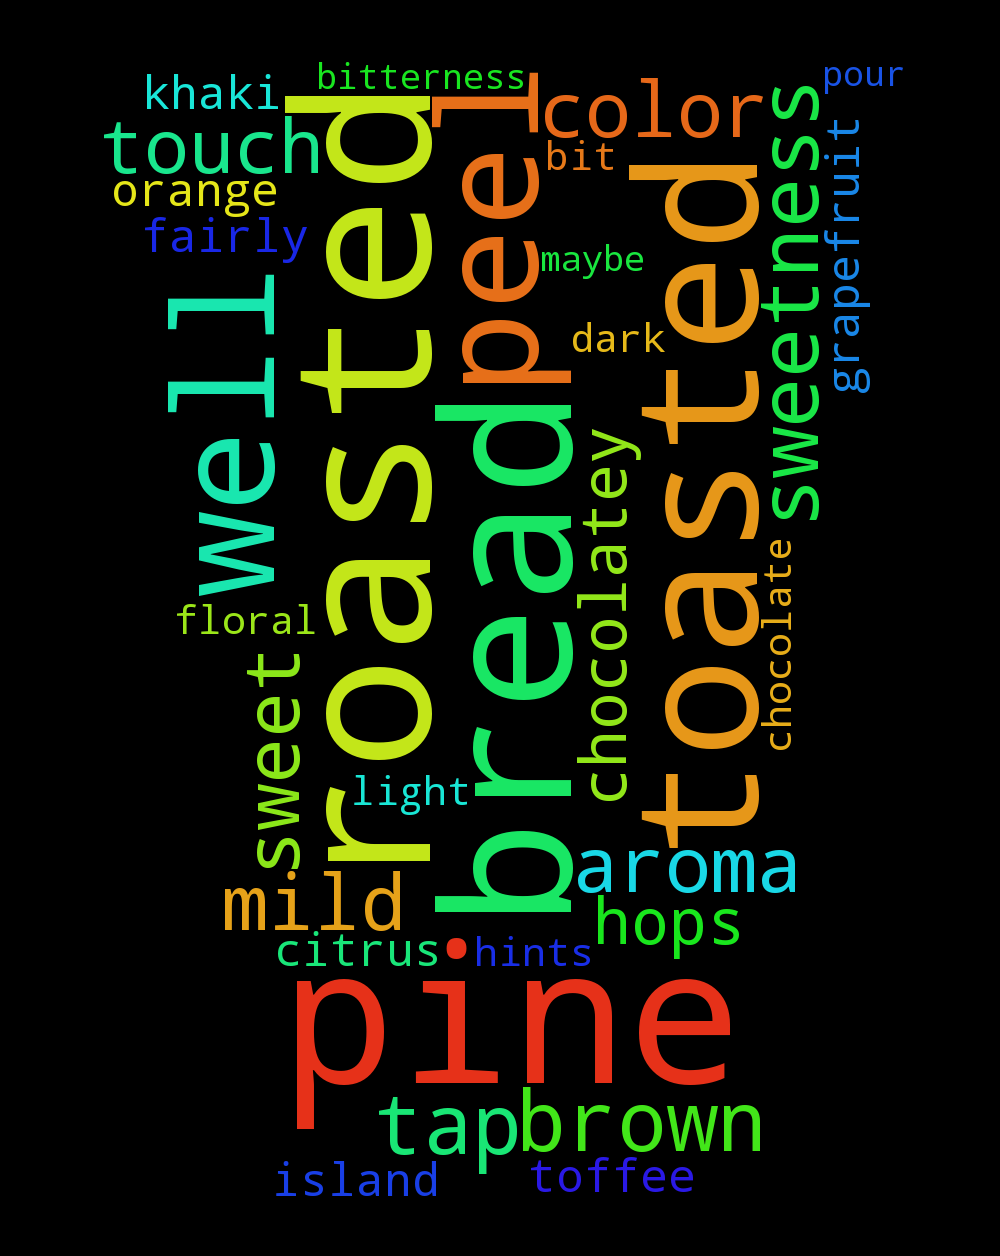 bitterness
pour
khaki
color
touch
bit
orange
fairly
maybe
dark
well
roasted
peel
bread
toasted
sweetness
grapefruit
chocolatey
chocolate
floral
sweet
light
aroma
mild
hops
citrus
hints
pine
tap
brown
island
toffee